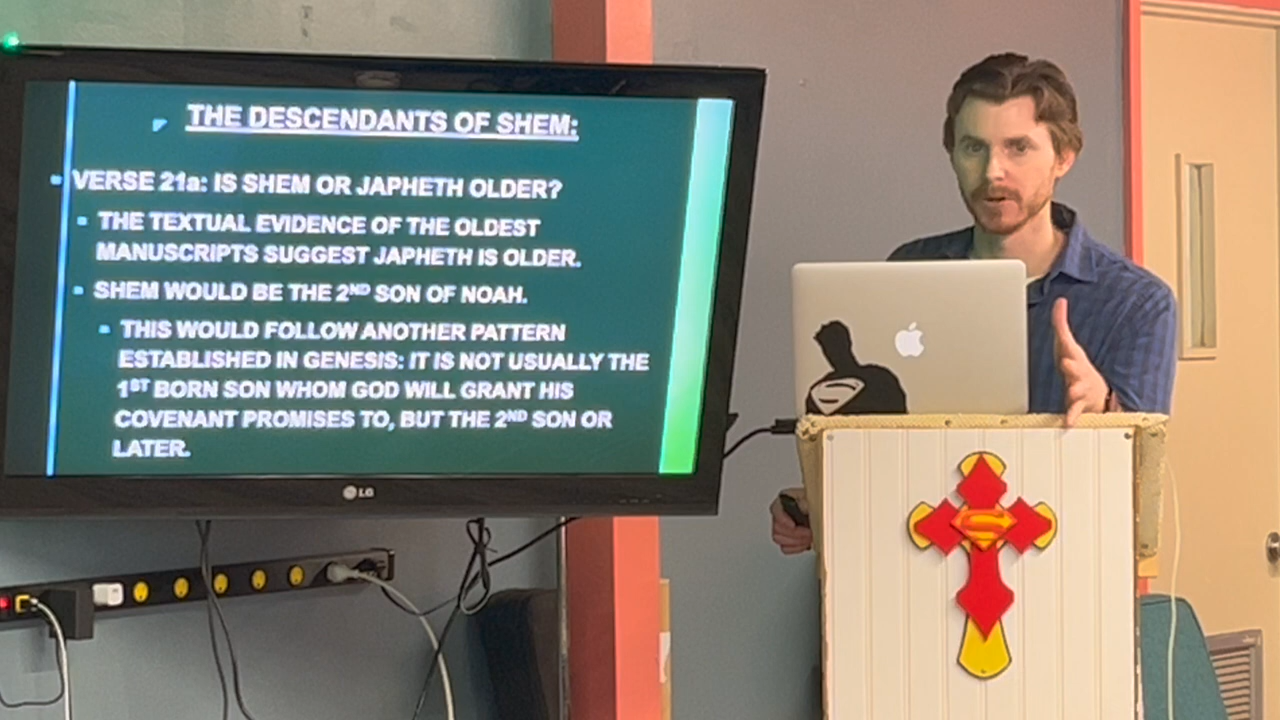 THE DESCENDANTS OF SHEM:
VERSE 21a: IS SHEM OR JAPHETH OLDER?
THE TEXTUAL EVIDENCE OF THE OLDEST
MANUSCRIPTS SUGGEST JAPHETH IS OLDER.
SHEM WOULD BE THE 2ND SON OF NOAH.
THIS WOULD FOLLOW ANOTHER PATTERN
ESTABLISHED IN GENESIS: IT IS NOT USUALLY THE
1ST BORN SON WHOM GOD WILL GRANT HIS
COVENANT PROMISES TO, BUT THE 2ND SON OR
LATER.
LG
S
S